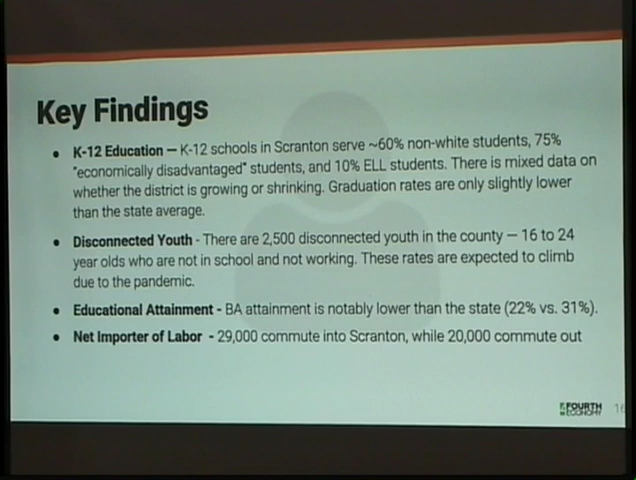 Key Findings
• K-12 Education — K-12 schools in Scranton serve ~60% non-white students, 75%
"economically disadvantaged" students, and 10% ELL students. There is mixed data on
whether the district is growing or shrinking. Graduation rates are only slightly lower
than the state average.
• Disconnected Youth - There are 2,500 disconnected youth in the county — 16 to 24
year olds who are not in school and not working. These rates are expected to climb
due to the pandemic.
• Educational Attainment - BA attainment is notably lower than the state (22% vs. 31%).
• Net Importer of Labor - 29,000 commute into Scranton, while 20,000 commute out
FOURTH 16
ECONOMY